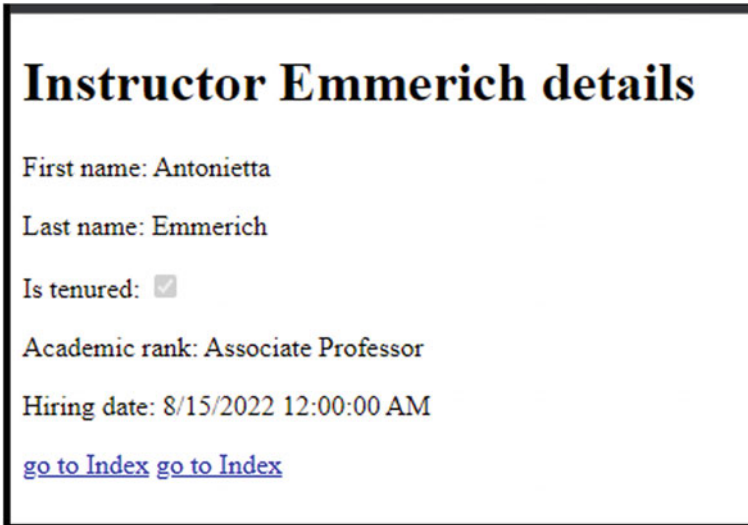 Instructor Emmerich details
First name: Antonietta
Last name: Emmerich
Is tenured:
Academic rank: Associate Professor
Hiring date: 8/15/2022 12:00:00 AM
go to Index go to Index